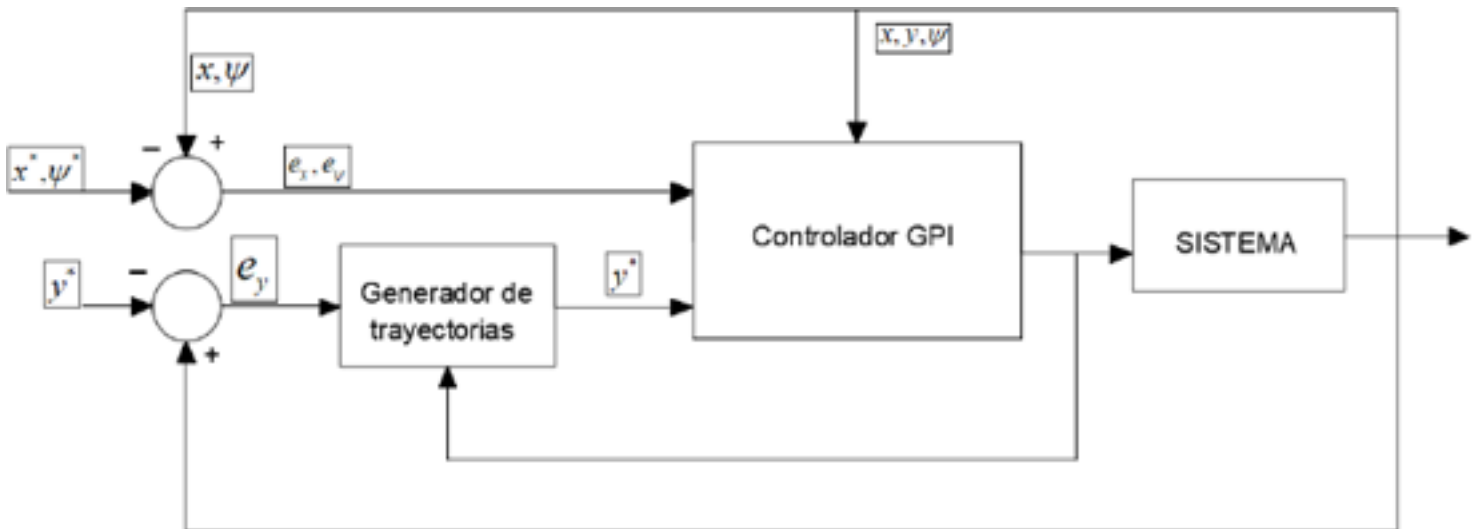 x, y, ψ
x, ψ
− +
x*, ψ*
eₓ, e_ψ
Controlador GPI
SISTEMA
−
y*
e_y
Generador de
trayectorias
y*
+